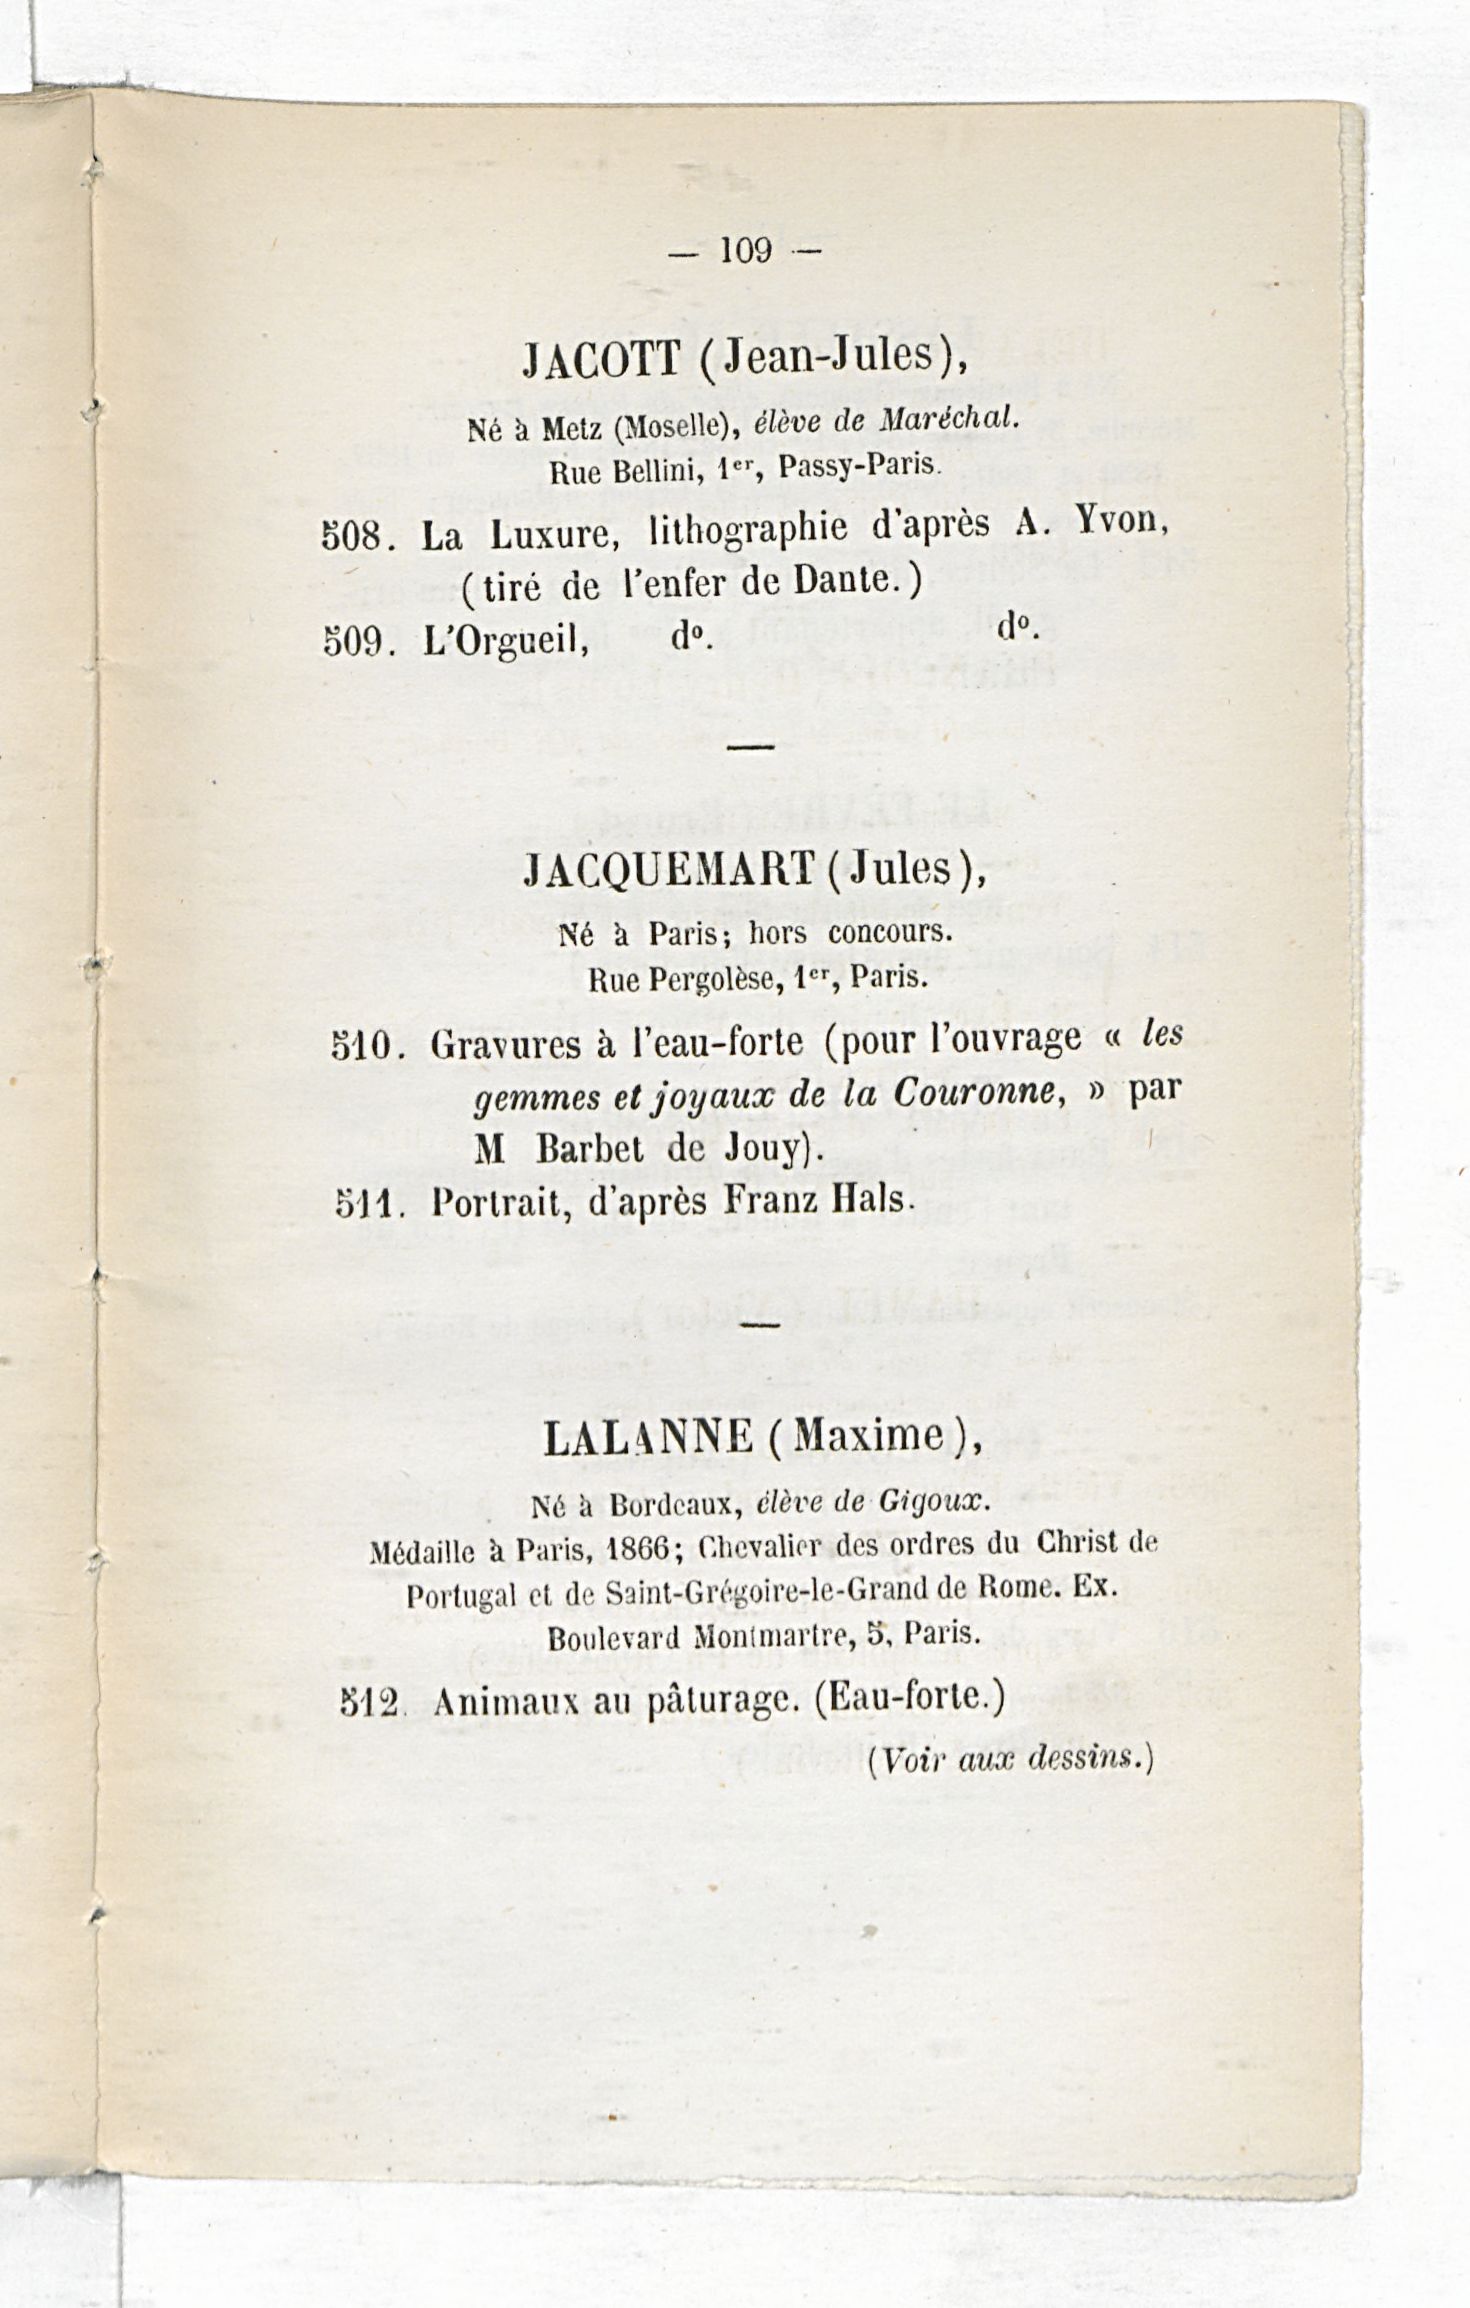 — 109 —
JACOTT (Jean-Jules),
Né à Metz (Moselle), élève de Maréchal.
Rue Bellini, 1er, Passy-Paris.
508. La Luxure, lithographie d'après A. Yvon,
(tiré de l'enfer de Dante.)
509. L'Orgueil, do. do.
—
JACQUEMART (Jules),
Né à Paris; hors concours.
Rue Pergolèse, 1er, Paris.
510. Gravures à l'eau-forte (pour l'ouvrage « les
gemmes et joyaux de la Couronne, » par
M Barbet de Jouy).
511. Portrait, d'après Franz Hals.
—
LALANNE (Maxime),
Né à Bordeaux, élève de Gigoux.
Médaille à Paris, 1866; Chevalier des ordres du Christ de
Portugal et de Saint-Grégoire-le-Grand de Rome. Ex.
Boulevard Montmartre, 5, Paris.
512. Animaux au pâturage. (Eau-forte.)
(Voir aux dessins.)